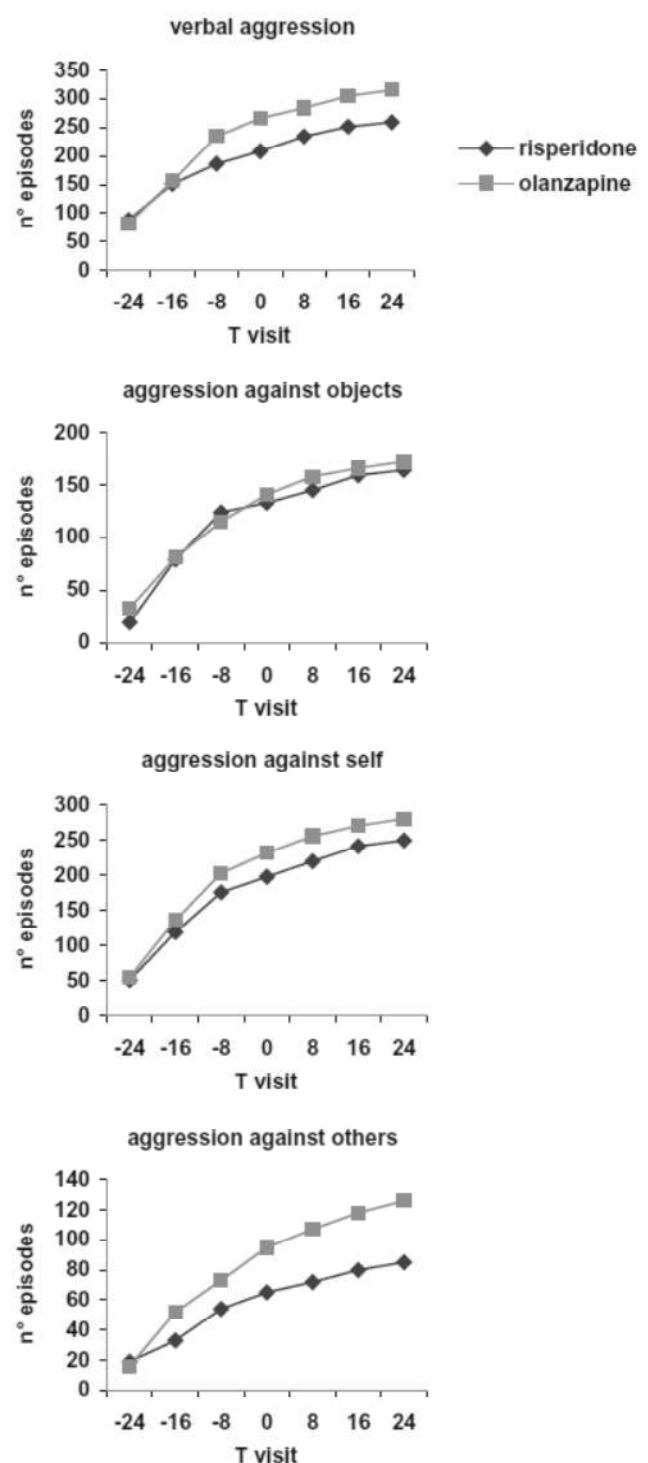 verbal aggression
350
300
250
200
150
100
50
0
n° episodes
-24 -16 -8 0 8 16 24
T visit
risperidone
olanzapine
aggression against objects
200
150
100
50
0
n° episodes
-24 -16 -8 0 8 16 24
T visit
aggression against self
300
250
200
150
100
50
0
n° episodes
-24 -16 -8 0 8 16 24
T visit
aggression against others
140
120
100
80
60
40
20
0
n° episodes
-24 -16 -8 0 8 16 24
T visit